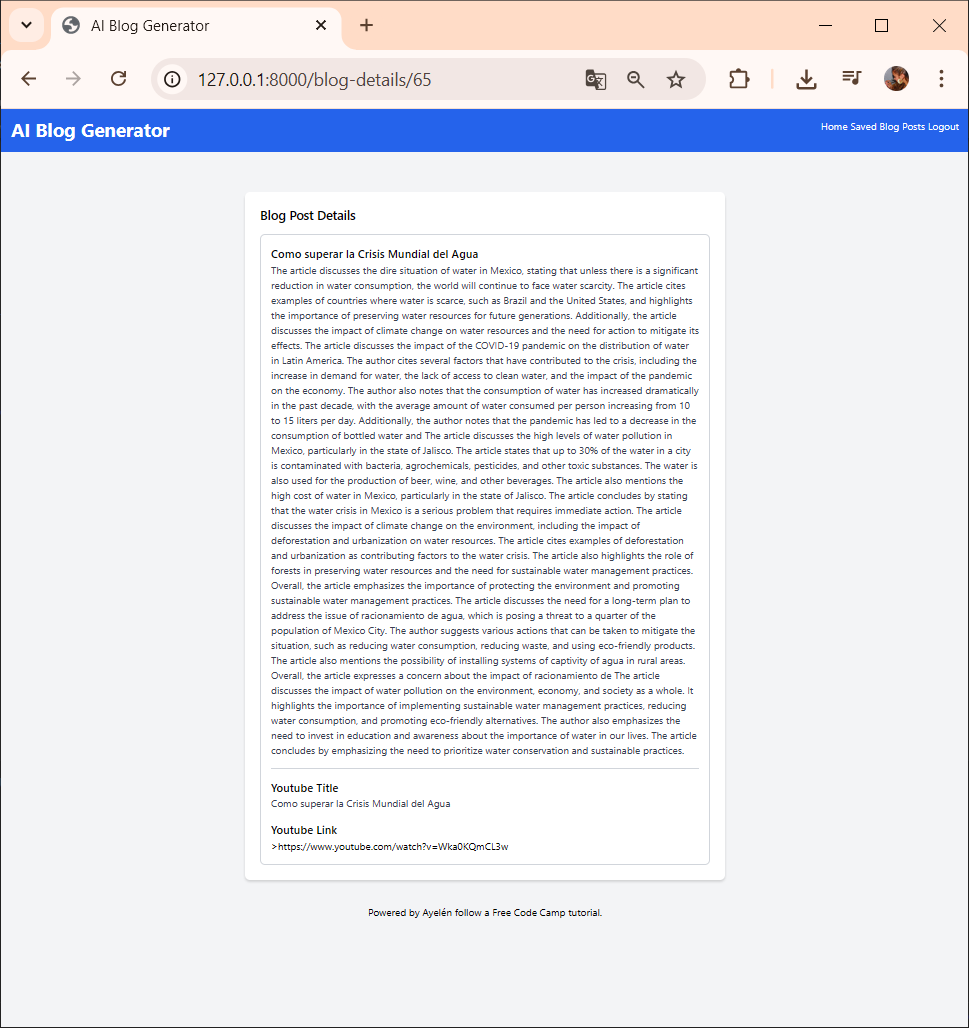 AI Blog Generator
127.0.0.1:8000/blog-details/65
AI Blog Generator
Home Saved Blog Posts Logout
Blog Post Details
Como superar la Crisis Mundial del Agua
The article discusses the dire situation of water in Mexico, stating that unless there is a significant
reduction in water consumption, the world will continue to face water scarcity. The article cites
examples of countries where water is scarce, such as Brazil and the United States, and highlights
the importance of preserving water resources for future generations. Additionally, the article
discusses the impact of climate change on water resources and the need for action to mitigate its
effects. The article discusses the impact of the COVID-19 pandemic on the distribution of water
in Latin America. The author cites several factors that have contributed to the crisis, including the
increase in demand for water, the lack of access to clean water, and the impact of the pandemic
on the economy. The author also notes that the consumption of water has increased dramatically
in the past decade, with the average amount of water consumed per person increasing from 10
to 15 liters per day. Additionally, the author notes that the pandemic has led to a decrease in the
consumption of bottled water and The article discusses the high levels of water pollution in
Mexico, particularly in the state of Jalisco. The article states that up to 30% of the water in a city
is contaminated with bacteria, agrochemicals, pesticides, and other toxic substances. The water is
also used for the production of beer, wine, and other beverages. The article also mentions the
high cost of water in Mexico, particularly in the state of Jalisco. The article concludes by stating
that the water crisis in Mexico is a serious problem that requires immediate action. The article
discusses the impact of climate change on the environment, including the impact of
deforestation and urbanization on water resources. The article cites examples of deforestation
and urbanization as contributing factors to the water crisis. The article also highlights the role of
forests in preserving water resources and the need for sustainable water management practices.
Overall, the article emphasizes the importance of protecting the environment and promoting
sustainable water management practices. The article discusses the need for a long-term plan to
address the issue of racionamiento de agua, which is posing a threat to a quarter of the
population of Mexico City. The author suggests various actions that can be taken to mitigate the
situation, such as reducing water consumption, reducing waste, and using eco-friendly products.
The article also mentions the possibility of installing systems of captivity of agua in rural areas.
Overall, the article expresses a concern about the impact of racionamiento de The article
discusses the impact of water pollution on the environment, economy, and society as a whole. It
highlights the importance of implementing sustainable water management practices, reducing
water consumption, and promoting eco-friendly alternatives. The author also emphasizes the
need to invest in education and awareness about the importance of water in our lives. The article
concludes by emphasizing the need to prioritize water conservation and sustainable practices.
Youtube Title
Como superar la Crisis Mundial del Agua
Youtube Link
>https://www.youtube.com/watch?v=Wka0KQmCL3w
Powered by Ayelén follow a Free Code Camp tutorial.